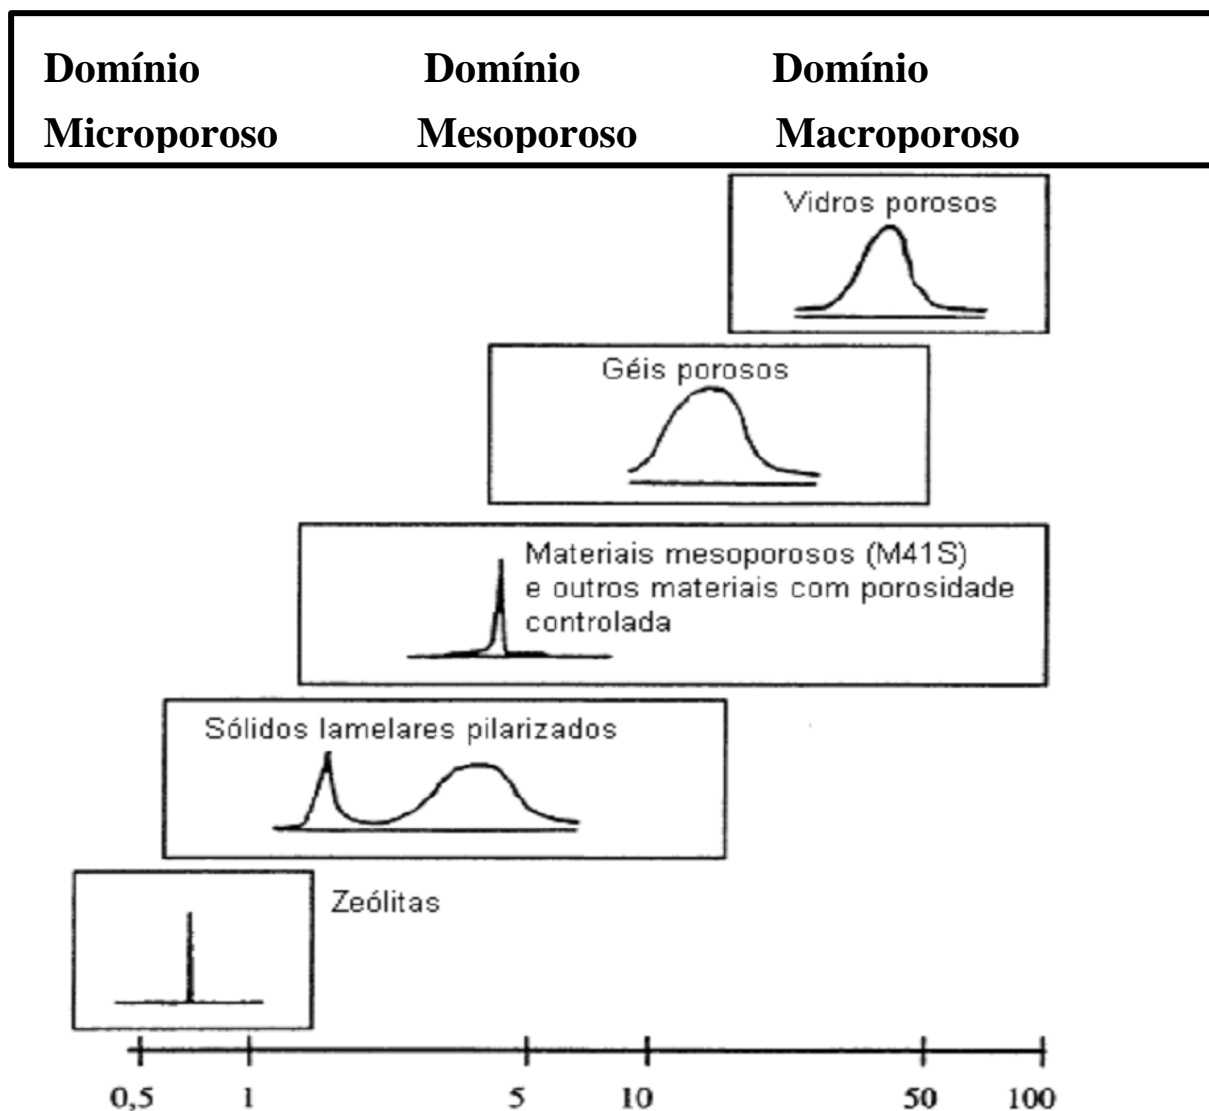 Domínio Domínio Domínio
Microporoso Mesoporoso Macroporoso
Vidros porosos
Géis porosos
Materiais mesoporosos (M41S)
e outros materiais com porosidade
controlada
Sólidos lamelares pilarizados
Zeólitas
0,5 1 5 10 50 100